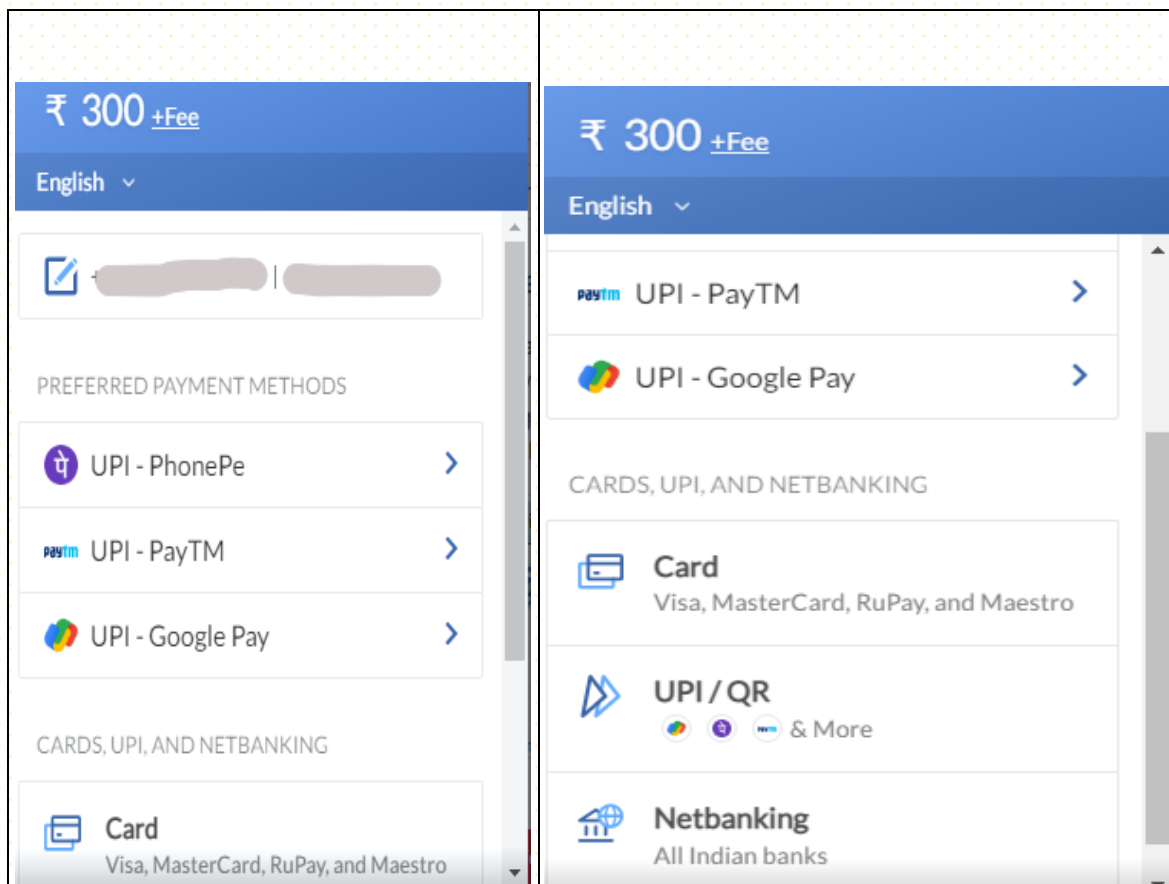 ₹ 300 +Fee
English
|
PREFERRED PAYMENT METHODS
पे UPI - PhonePe
paytm UPI - PayTM
UPI - Google Pay
CARDS, UPI, AND NETBANKING
Card
Visa, MasterCard, RuPay, and Maestro
₹ 300 +Fee
English
paytm UPI - PayTM
UPI - Google Pay
CARDS, UPI, AND NETBANKING
Card
Visa, MasterCard, RuPay, and Maestro
UPI / QR
पे paytm & More
Netbanking
All Indian banks